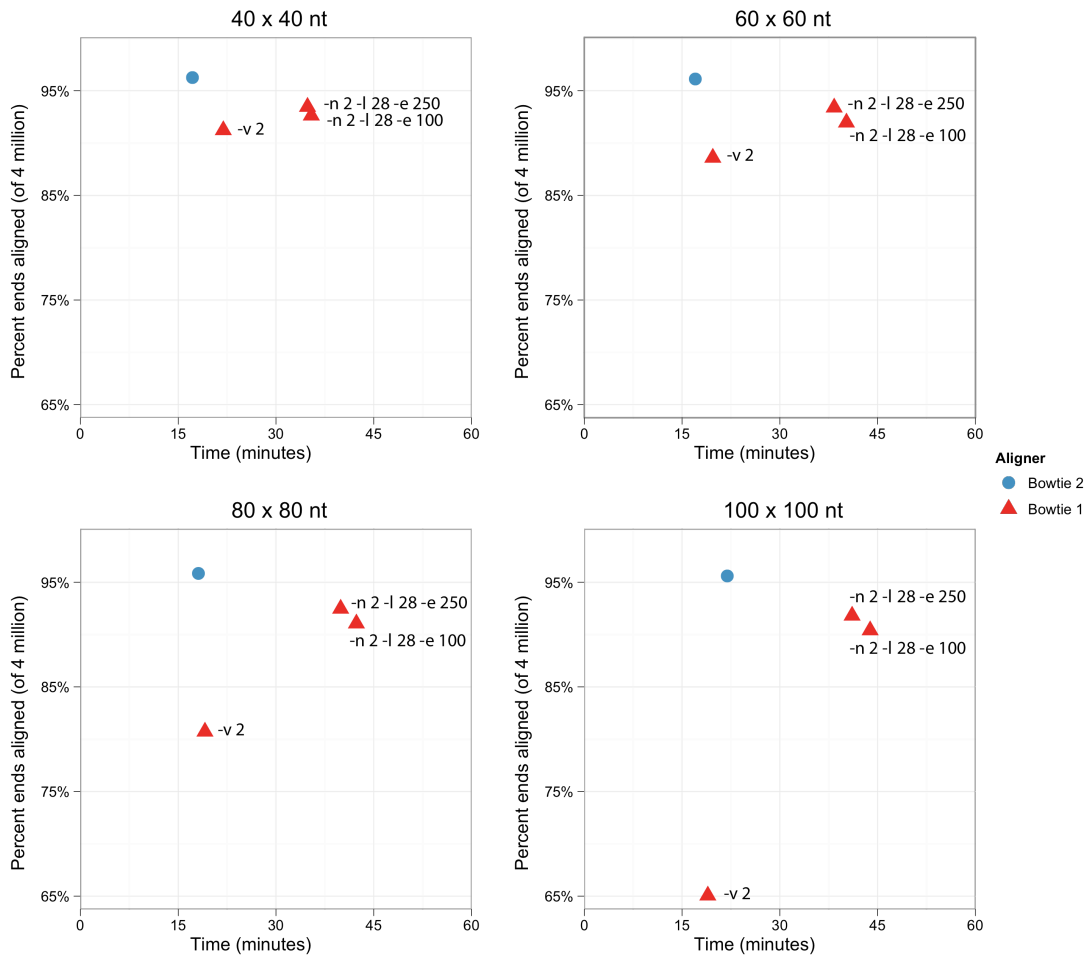 40 x 40 nt
Percent ends aligned (of 4 million)
95%
85%
75%
65%
-n 2 -l 28 -e 250
-n 2 -l 28 -e 100
-v 2
0 15 30 45 60
Time (minutes)
60 x 60 nt
Percent ends aligned (of 4 million)
95%
85%
75%
65%
-n 2 -l 28 -e 250
-n 2 -l 28 -e 100
-v 2
0 15 30 45 60
Time (minutes)
Aligner
Bowtie 2
Bowtie 1
80 x 80 nt
Percent ends aligned (of 4 million)
95%
85%
75%
65%
-n 2 -l 28 -e 250
-n 2 -l 28 -e 100
-v 2
0 15 30 45 60
Time (minutes)
100 x 100 nt
Percent ends aligned (of 4 million)
95%
85%
75%
65%
-n 2 -l 28 -e 250
-n 2 -l 28 -e 100
-v 2
0 15 30 45 60
Time (minutes)